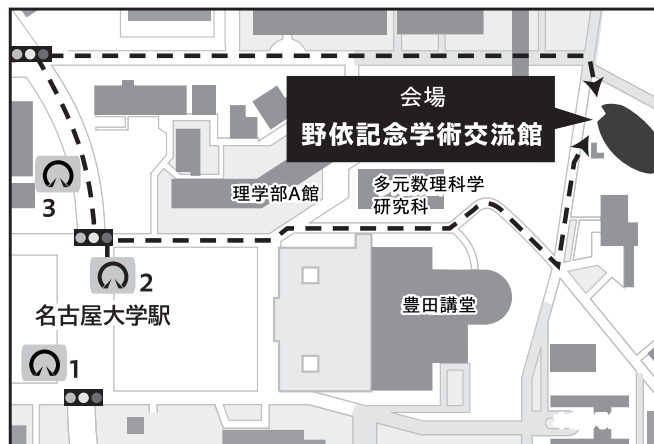 会場
野依記念学術交流館
多元数理科学
研究科
理学部A館
3
2
名古屋大学駅
豊田講堂
1